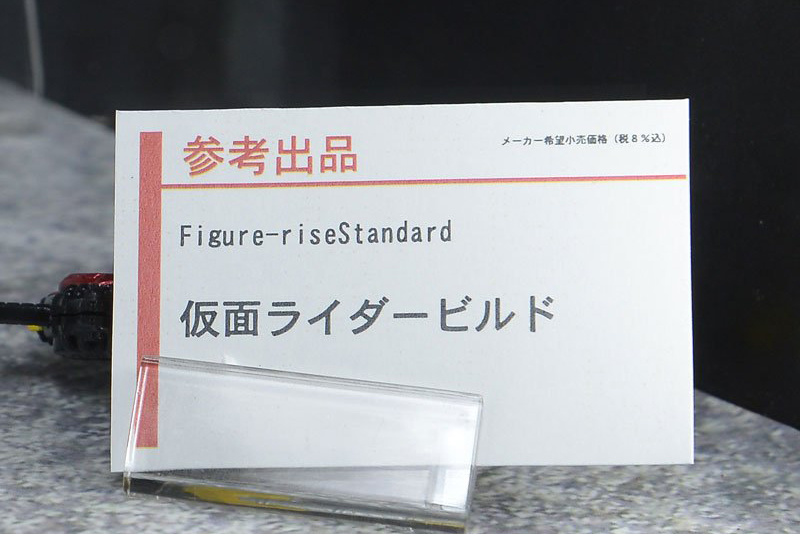 参考出品
メーカー希望小売価格（税８％込）
Figure-riseStandard
仮面ライダービルド